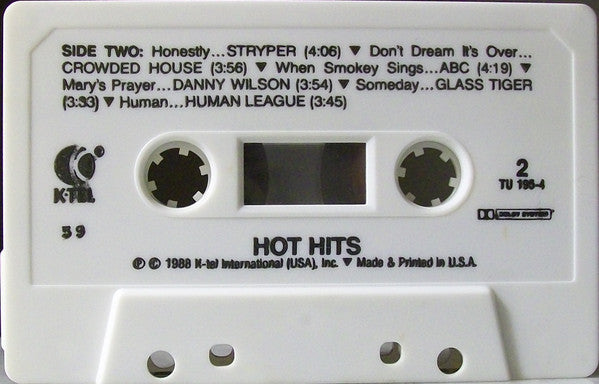 SIDE TWO: Honestly...STRYPER (4:06) ▼ Don't Dream It's Over...
CROWDED HOUSE (3:56) ▼ When Smokey Sings...ABC (4:19) ▼
Mary's Prayer...DANNY WILSON (3:54) ▼ Someday...GLASS TIGER
(3:33) ▼ Human...HUMAN LEAGUE (3:45)
K-TEL
59
2
TU 195-4
DOLBY SYSTEM
HOT HITS
℗ © 1988 K-tel International (USA), Inc. ▼ Made & Printed in U.S.A.